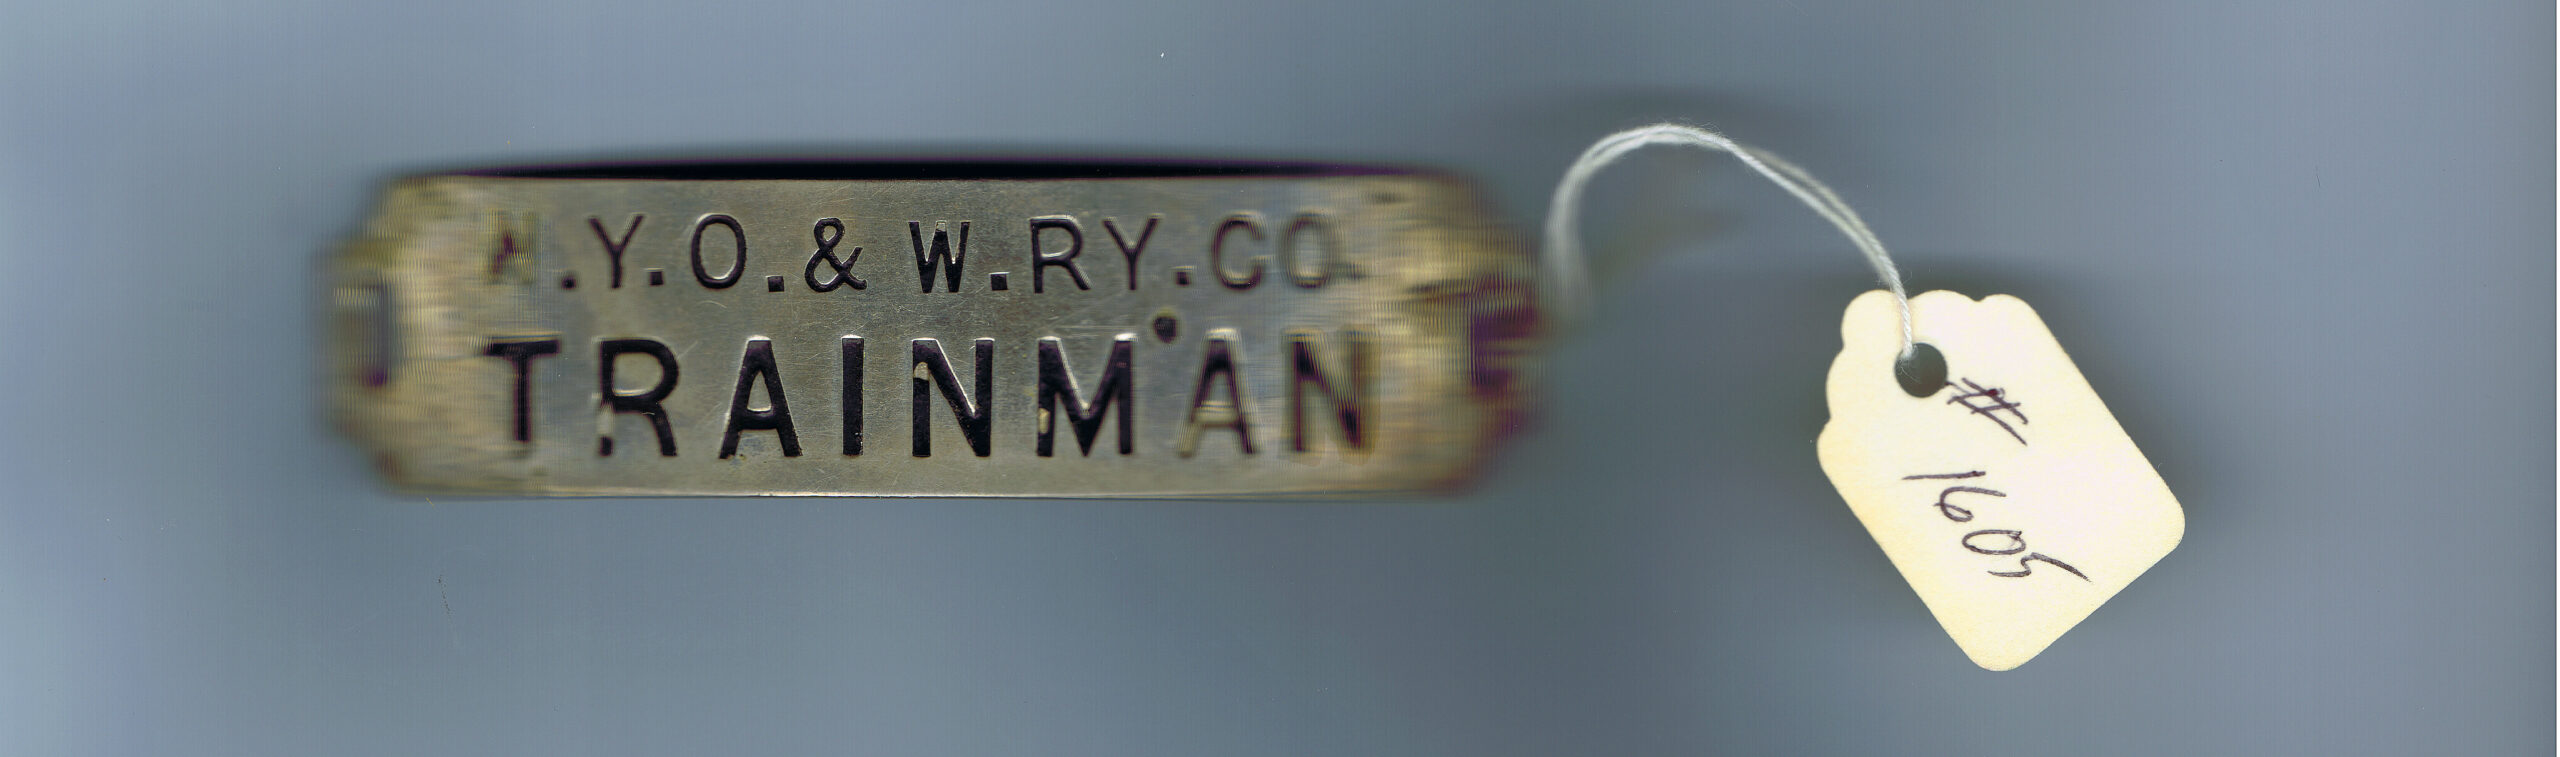 N.Y.O.& W.RY.CO.
TRAINMAN
#
1605